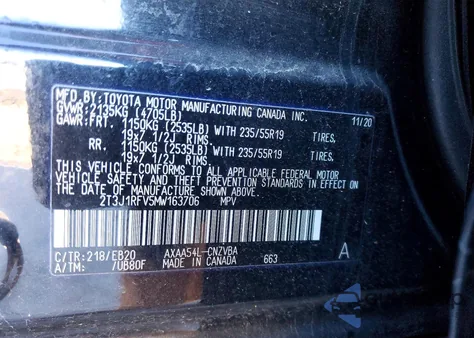 MFD. BY: TOYOTA MOTOR MANUFACTURING CANADA INC.
GVWR: 2135KG (4705LB) 11/20
GAWR: FRT. 1150KG (2535LB) WITH 235/55R19 TIRES,
19x7 1/2J RIMS,
RR. 1150KG (2535LB) WITH 235/55R19 TIRES,
19x7 1/2J RIMS,
THIS VEHICLE CONFORMS TO ALL APPLICABLE FEDERAL MOTOR
VEHICLE SAFETY AND THEFT PREVENTION STANDARDS IN EFFECT
ON THE DATE OF MANUFACTURE SHOWN ABOVE.
2T3J1RFV5MW163706 MPV
C/TR: 218/EB20 AXAA54L-CNZVBA A
A/TM: /UB80F MADE IN CANADA 663